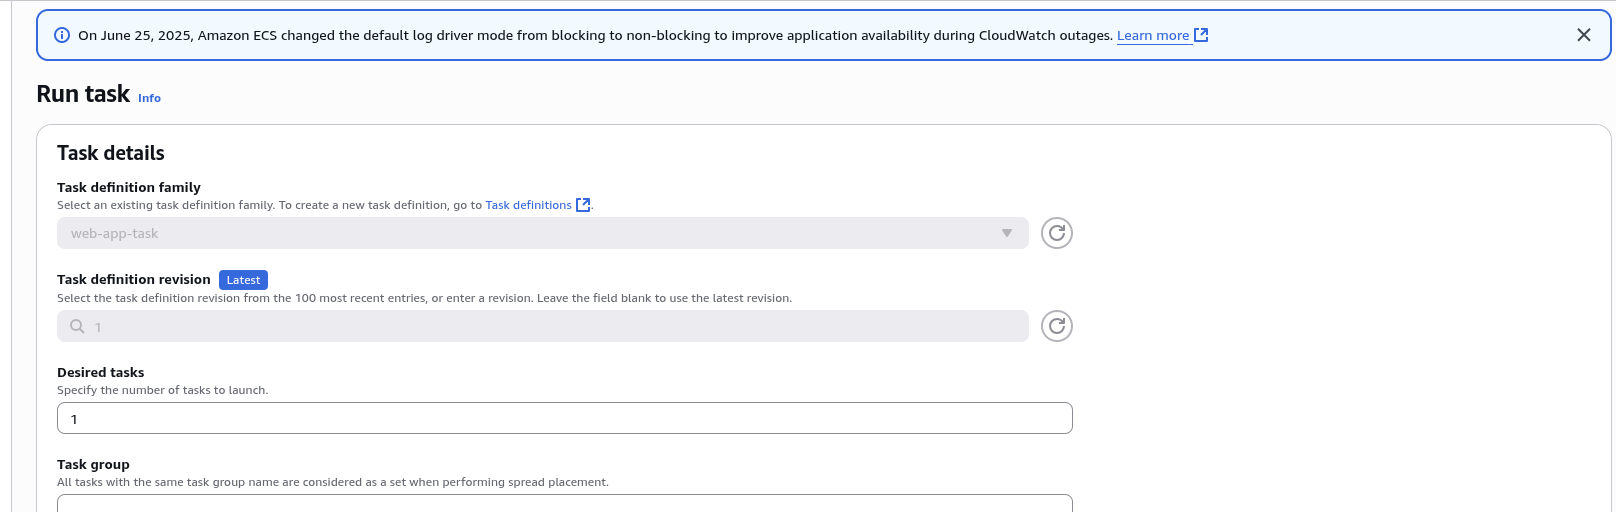 On June 25, 2025, Amazon ECS changed the default log driver mode from blocking to non-blocking to improve application availability during CloudWatch outages. Learn more
Run task Info
Task details
Task definition family
Select an existing task definition family. To create a new task definition, go to Task definitions.
web-app-task
Task definition revision Latest
Select the task definition revision from the 100 most recent entries, or enter a revision. Leave the field blank to use the latest revision.
1
Desired tasks
Specify the number of tasks to launch.
1
Task group
All tasks with the same task group name are considered as a set when performing spread placement.